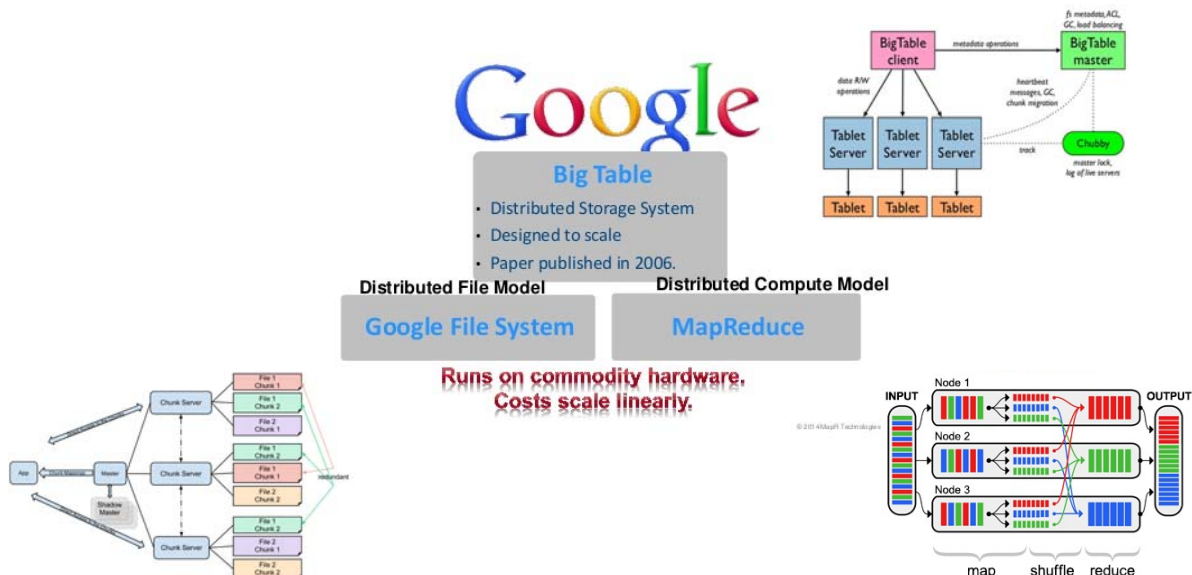 Google
Big Table
• Distributed Storage System
• Designed to scale
• Paper published in 2006.
Distributed File Model
Google File System
Distributed Compute Model
MapReduce
Runs on commodity hardware.
Costs scale linearly.
fs metadata, ACL,
GC, load balancing
BigTable
client
metadata operations
BigTable
master
data R/W
operations
heartbeat
messages, GC,
chunk migration
Tablet
Server
Tablet
Server
Tablet
Server
track
Chubby
master lock,
log of live servers
Tablet
Tablet
Tablet
App
Chunk Mappings
Master
Shadow
Master
Chunk Server
Chunk Server
Chunk Server
File 1
Chunk 1
File 1
Chunk 2
File 2
Chunk 1
File 1
Chunk 2
File 1
Chunk 1
File 2
Chunk 2
File 1
Chunk 2
File 2
Chunk 1
File 2
Chunk 2
redundant
© 2014 MapR Technologies
INPUT
Node 1
Node 2
Node 3
OUTPUT
map
shuffle
reduce